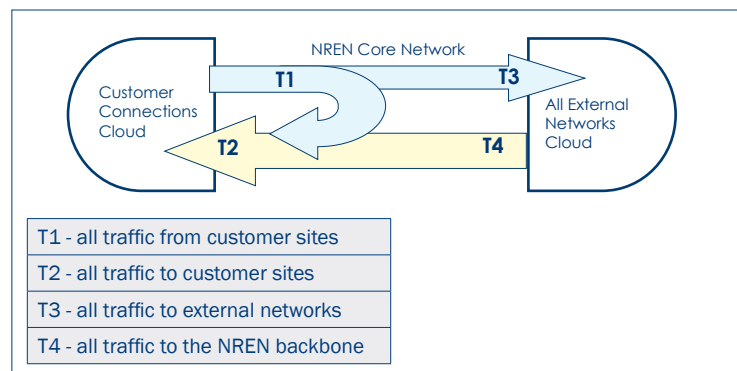 NREN Core Network
Customer
Connections
Cloud
T1
T3
All External
Networks
Cloud
T2
T4
T1 - all traffic from customer sites
T2 - all traffic to customer sites
T3 - all traffic to external networks
T4 - all traffic to the NREN backbone